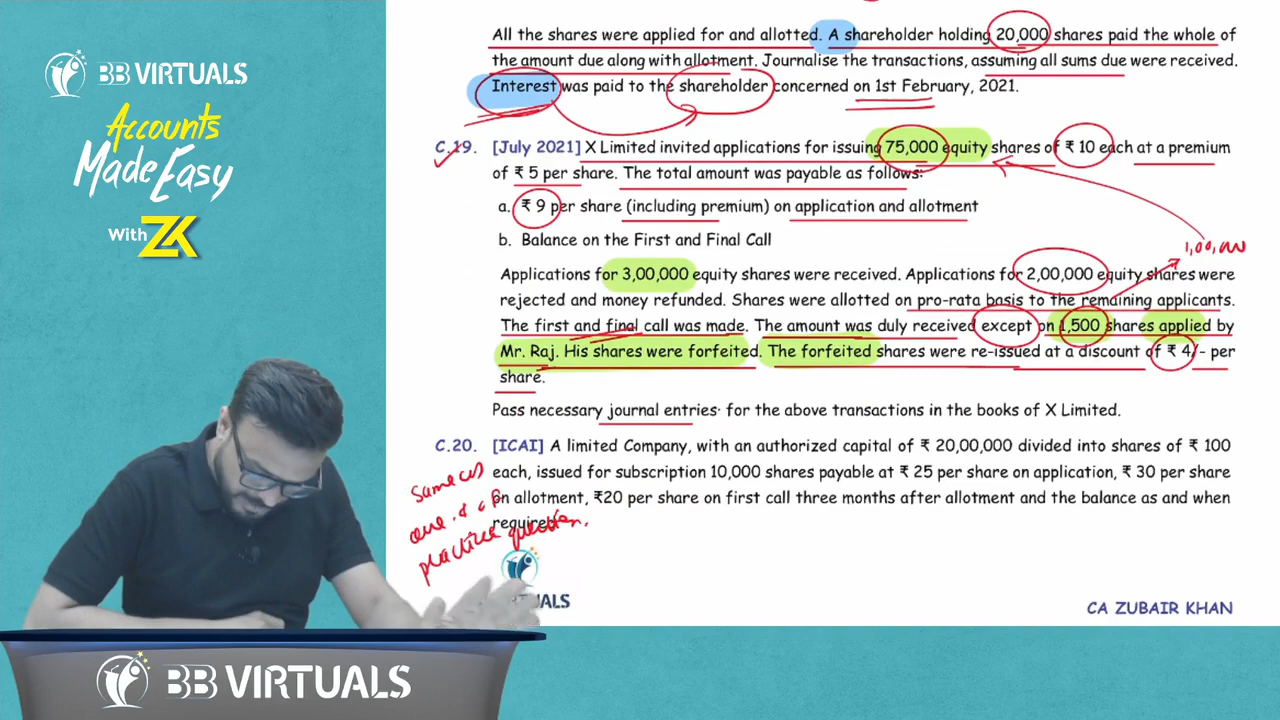 BB VIRTUALS
Accounts
Made Easy
With ZK
All the shares were applied for and allotted. A shareholder holding 20,000 shares paid the whole of
the amount due along with allotment. Journalise the transactions, assuming all sums due were received.
Interest was paid to the shareholder concerned on 1st February, 2021.
C.19. [July 2021] X Limited invited applications for issuing 75,000 equity shares of ₹ 10 each at a premium
of ₹ 5 per share. The total amount was payable as follows:
a. ₹ 9 per share (including premium) on application and allotment
b. Balance on the First and Final Call
1,00,000
Applications for 3,00,000 equity shares were received. Applications for 2,00,000 equity shares were
rejected and money refunded. Shares were allotted on pro-rata basis to the remaining applicants.
The first and final call was made. The amount was duly received except on 1,500 shares applied by
Mr. Raj. His shares were forfeited. The forfeited shares were re-issued at a discount of ₹ 4/- per
share.
Pass necessary journal entries for the above transactions in the books of X Limited.
C.20. [ICAI] A limited Company, with an authorized capital of ₹ 20,00,000 divided into shares of ₹ 100
each, issued for subscription 10,000 shares payable at ₹ 25 per share on application, ₹ 30 per share
on allotment, ₹20 per share on first call three months after allotment and the balance as and when
required.
Same as
practice question.
UALS
CA ZUBAIR KHAN
BB VIRTUALS